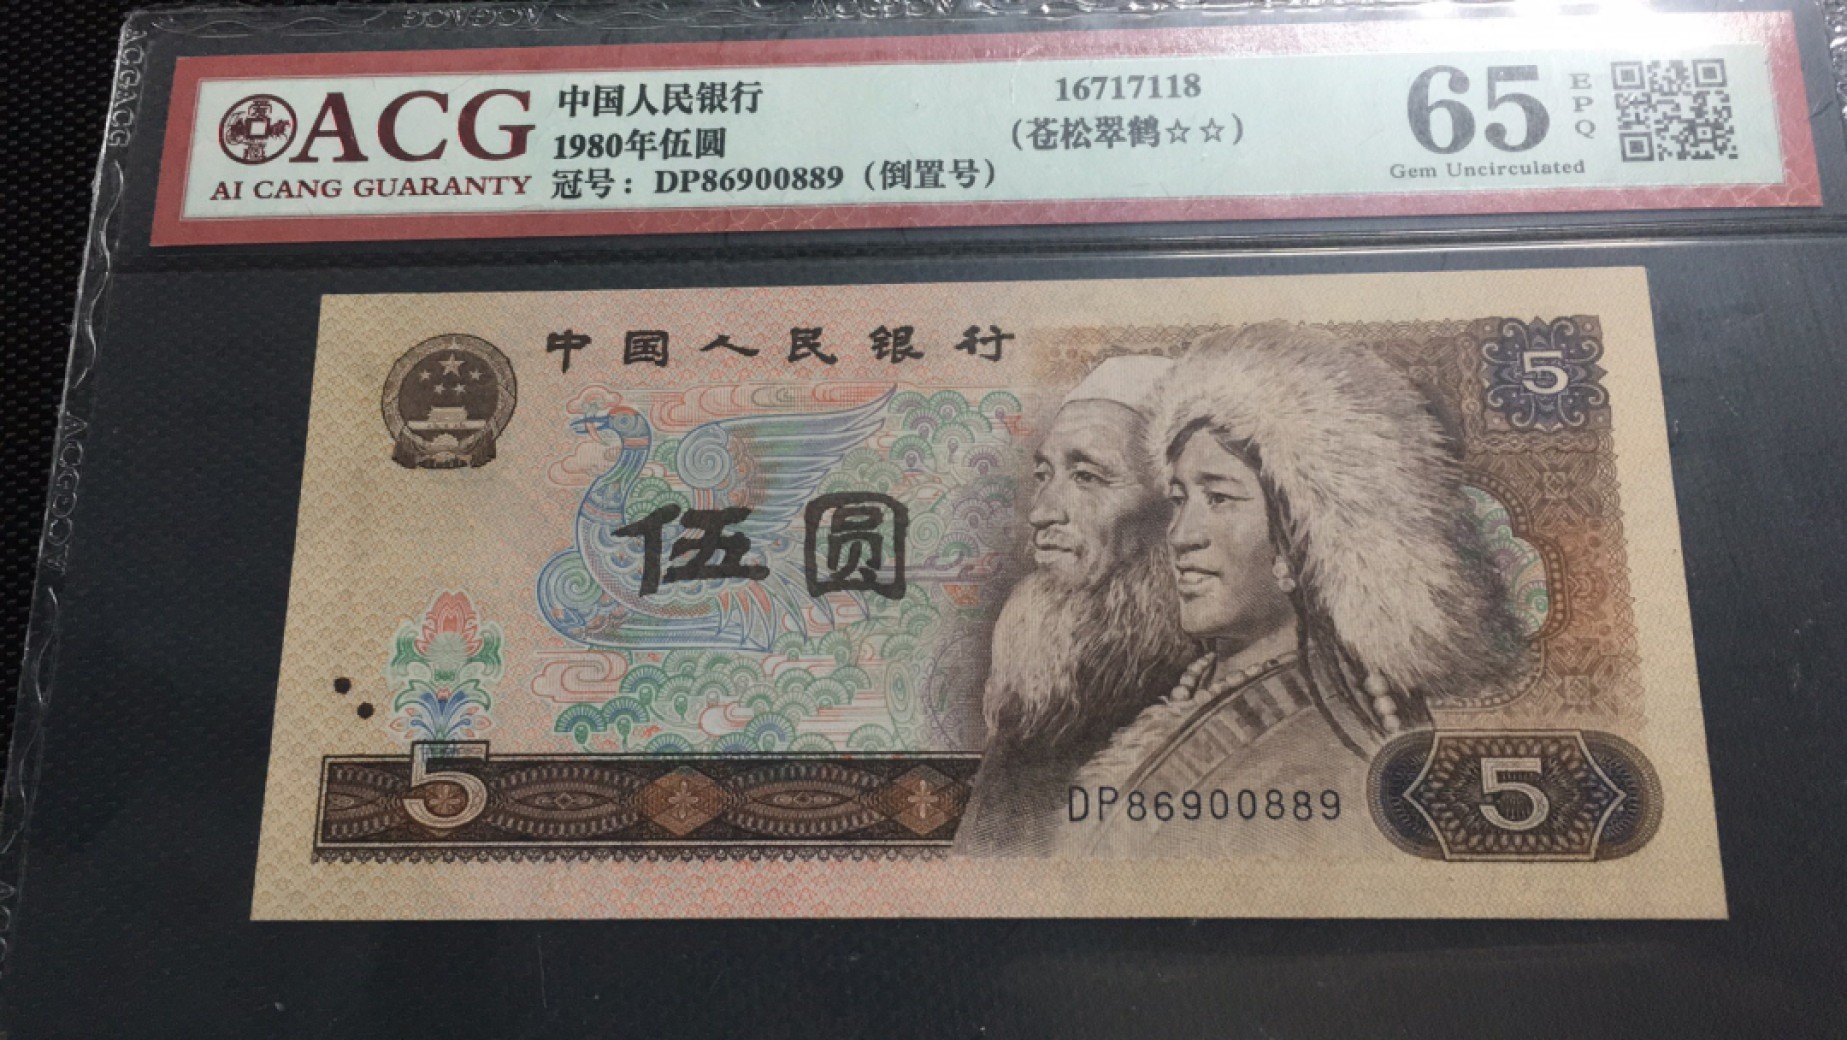 ACG
AI CANG GUARANTY
中国人民银行
1980年伍圆
冠号：DP86900889（倒置号）
16717118
（苍松翠鹤☆☆）
65
EPQ
Gem Uncirculated
中国人民银行
5
伍圆
5
DP86900889
5